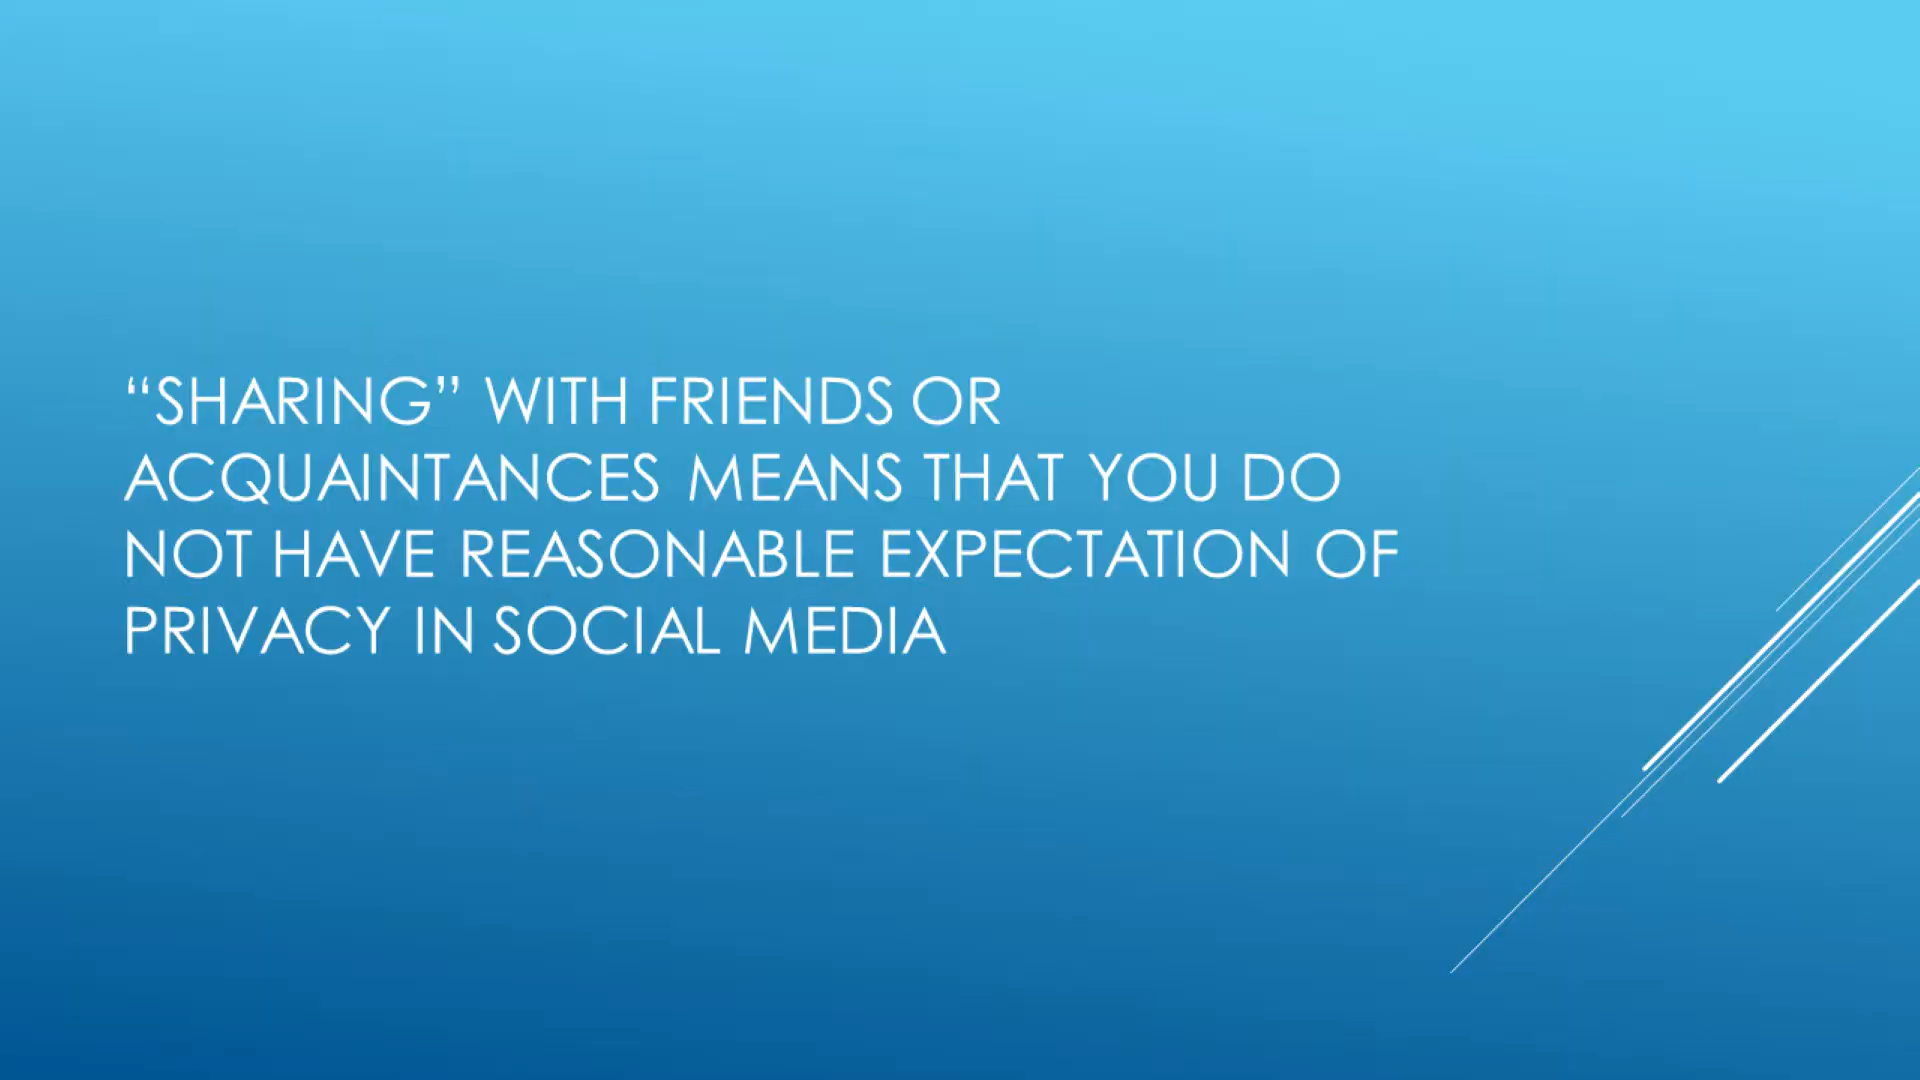 “SHARING” WITH FRIENDS OR
ACQUAINTANCES MEANS THAT YOU DO
NOT HAVE REASONABLE EXPECTATION OF
PRIVACY IN SOCIAL MEDIA